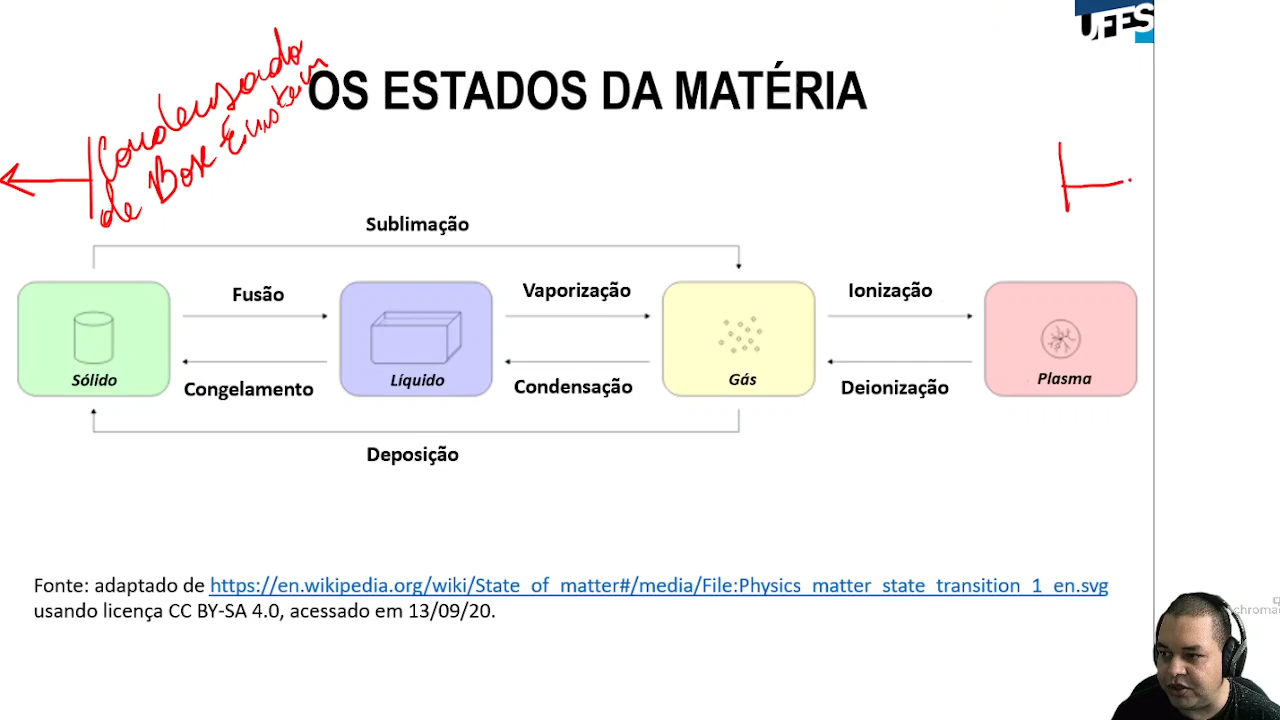 UFES
Condensado
de Bose Einstein
OS ESTADOS DA MATÉRIA
Sublimação
Fusão
Vaporização
Ionização
Sólido
Líquido
Gás
Plasma
Congelamento
Condensação
Deionização
Deposição
Fonte: adaptado de https://en.wikipedia.org/wiki/State_of_matter#/media/File:Physics_matter_state_transition_1_en.svg
usando licença CC BY-SA 4.0, acessado em 13/09/20.